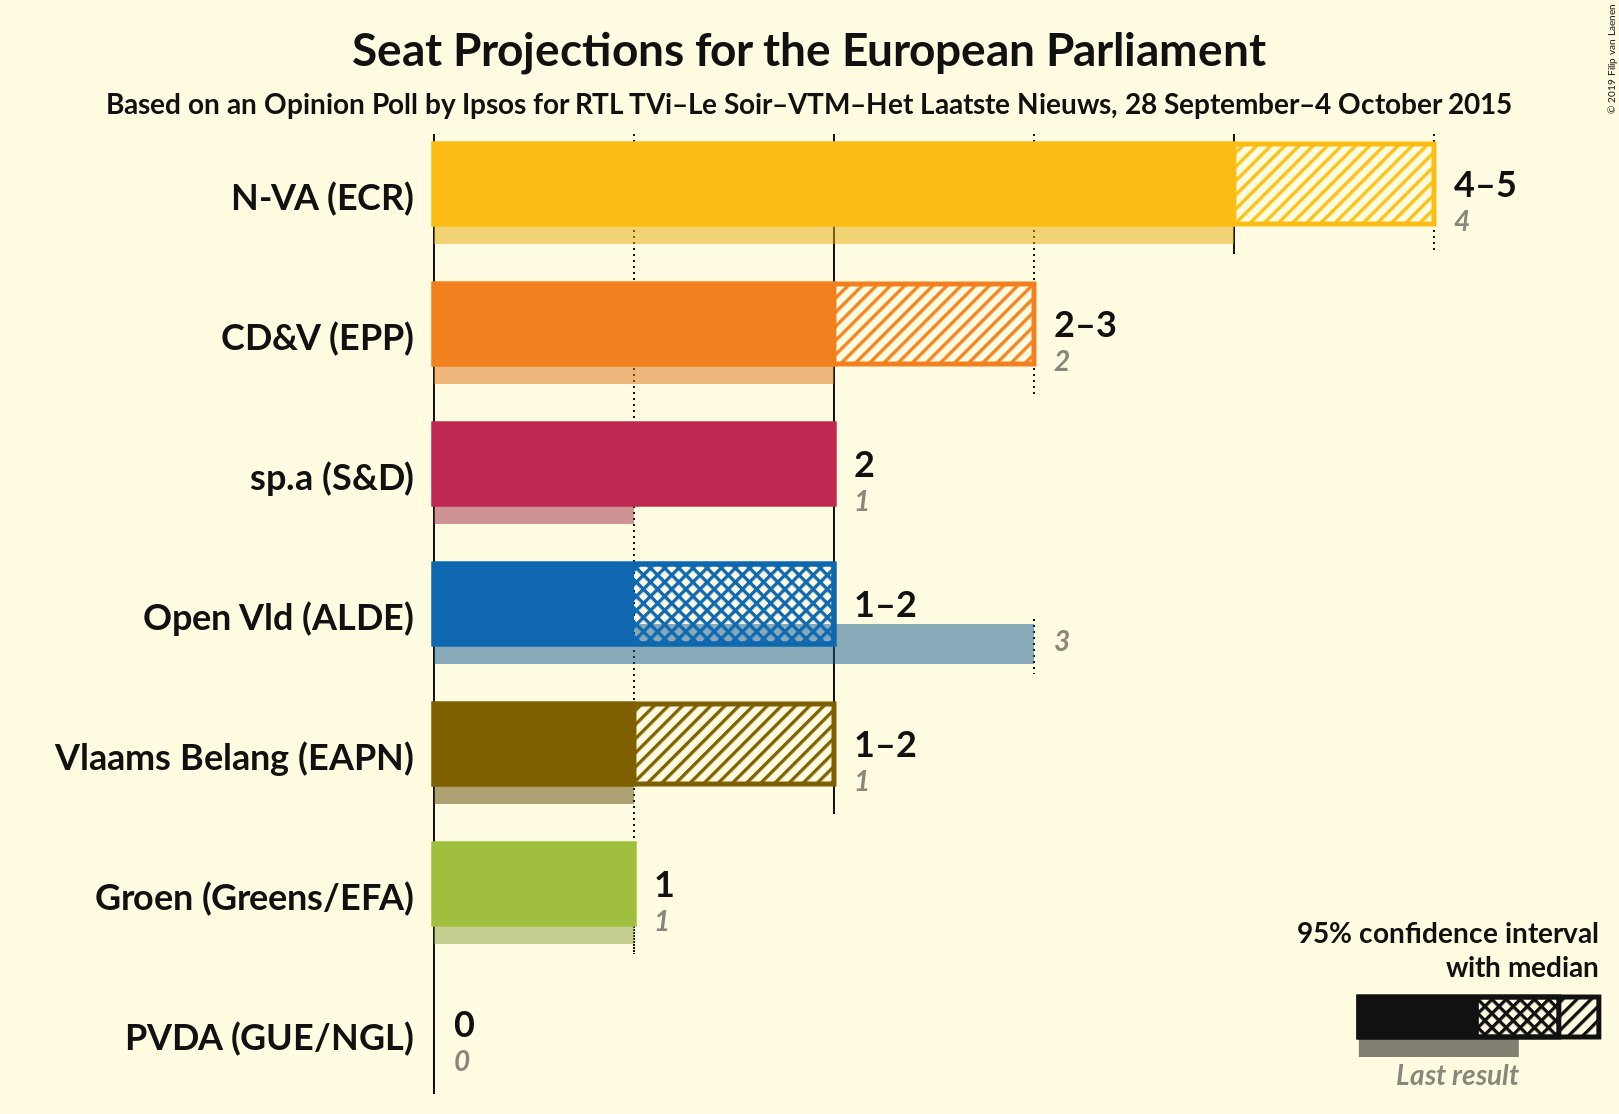 Seat Projections for the European Parliament
Based on an Opinion Poll by Ipsos for RTL TVi–Le Soir–VTM–Het Laatste Nieuws, 28 September–4 October 2015
© 2019 Filip van Laenen
N-VA (ECR)
4–5
4
CD&V (EPP)
2–3
2
sp.a (S&D)
2
1
Open Vld (ALDE)
1–2
3
Vlaams Belang (EAPN)
1–2
1
Groen (Greens/EFA)
1
1
PVDA (GUE/NGL)
0
0
95% confidence interval
with median
Last result